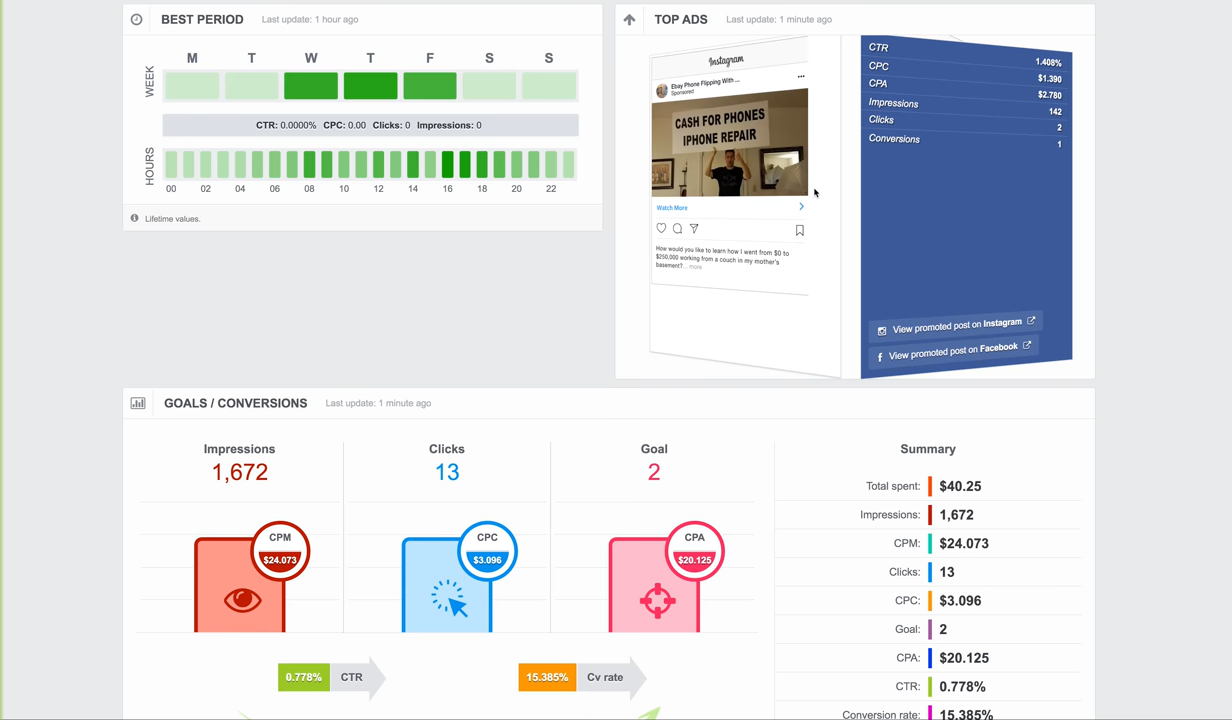 BEST PERIOD Last update: 1 hour ago
M T W T F S S
WEEK
CTR: 0.0000% CPC: 0.00 Clicks: 0 Impressions: 0
HOURS
00 02 04 06 08 10 12 14 16 18 20 22
Lifetime values.
TOP ADS Last update: 1 minute ago
Instagram
Ebay Phone Flipping With ...
Sponsored
CASH FOR PHONES
IPHONE REPAIR
Watch More
How would you like to learn how I went from $0 to
$250,000 working from a couch in my mother's
basement?... more
CTR 1.408%
CPC $1.390
CPA $2.780
Impressions 142
Clicks 2
Conversions 1
View promoted post on Instagram
View promoted post on Facebook
GOALS / CONVERSIONS Last update: 1 minute ago
Impressions Clicks Goal
1,672 13 2
CPM CPC CPA
$24.073 $3.096 $20.125
0.778% CTR 15.385% Cv rate
Summary
Total spent: $40.25
Impressions: 1,672
CPM: $24.073
Clicks: 13
CPC: $3.096
Goal: 2
CPA: $20.125
CTR: 0.778%
Conversion rate: 15.385%